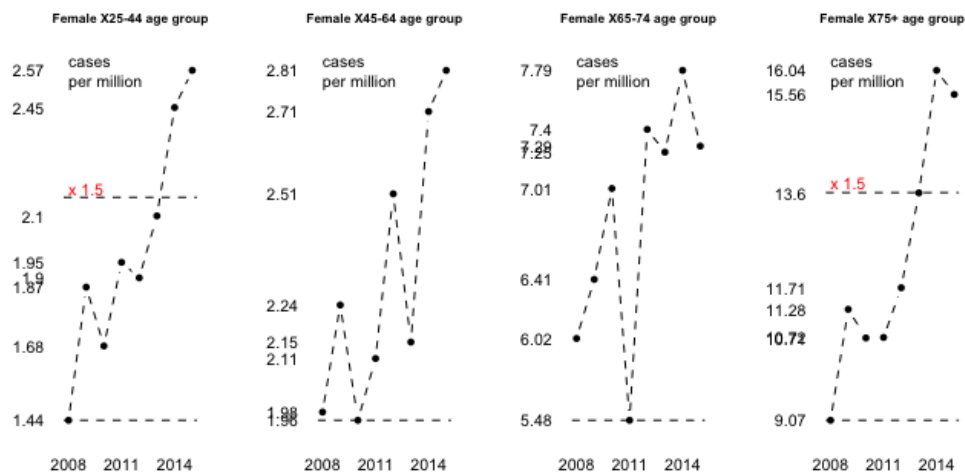 Female X25-44 age group
cases
per million
2.57
2.45
x 1.5
2.1
1.95
1.9
1.87
1.68
1.44
2008 2011 2014
Female X45-64 age group
cases
per million
2.81
2.71
2.51
2.24
2.15
2.11
1.98
1.96
2008 2011 2014
Female X65-74 age group
cases
per million
7.79
7.4
7.29
7.25
7.01
6.41
6.02
5.48
2008 2011 2014
Female X75+ age group
cases
per million
16.04
15.56
x 1.5
13.6
11.71
11.28
10.72
10.71
9.07
2008 2011 2014